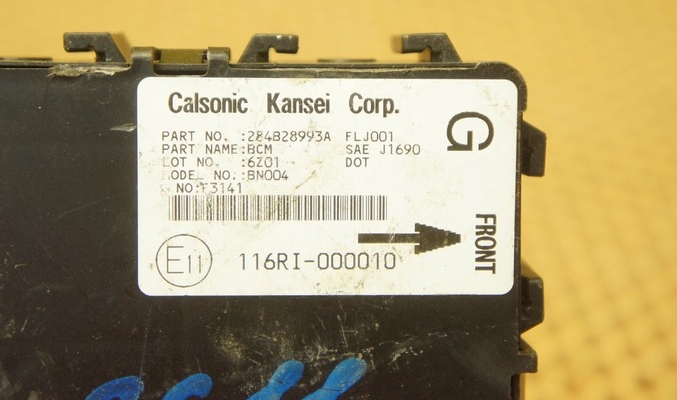 Calsonic Kansei Corp.
G
PART NO. :284B28993A FLJ001
PART NAME:BCM SAE J1690
LOT NO. :6Z01 DOT
ODEL NO.:BN004
NO:F3141
FRONT
E11 116RI-000010